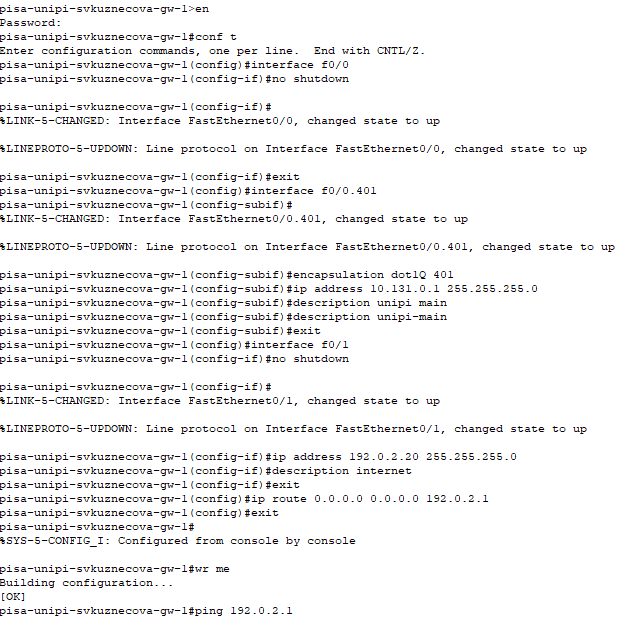 pisa-unipi-svkuznecova-gw-1>en
Password:
pisa-unipi-svkuznecova-gw-1#conf t
Enter configuration commands, one per line.  End with CNTL/Z.
pisa-unipi-svkuznecova-gw-1(config)#interface f0/0
pisa-unipi-svkuznecova-gw-1(config-if)#no shutdown
pisa-unipi-svkuznecova-gw-1(config-if)#
%LINK-5-CHANGED: Interface FastEthernet0/0, changed state to up
%LINEPROTO-5-UPDOWN: Line protocol on Interface FastEthernet0/0, changed state to up
pisa-unipi-svkuznecova-gw-1(config-if)#exit
pisa-unipi-svkuznecova-gw-1(config)#interface f0/0.401
pisa-unipi-svkuznecova-gw-1(config-subif)#
%LINK-5-CHANGED: Interface FastEthernet0/0.401, changed state to up
%LINEPROTO-5-UPDOWN: Line protocol on Interface FastEthernet0/0.401, changed state to up
pisa-unipi-svkuznecova-gw-1(config-subif)#encapsulation dot1Q 401
pisa-unipi-svkuznecova-gw-1(config-subif)#ip address 10.131.0.1 255.255.255.0
pisa-unipi-svkuznecova-gw-1(config-subif)#description unipi main
pisa-unipi-svkuznecova-gw-1(config-subif)#description unipi-main
pisa-unipi-svkuznecova-gw-1(config-subif)#exit
pisa-unipi-svkuznecova-gw-1(config)#interface f0/1
pisa-unipi-svkuznecova-gw-1(config-if)#no shutdown
pisa-unipi-svkuznecova-gw-1(config-if)#
%LINK-5-CHANGED: Interface FastEthernet0/1, changed state to up
%LINEPROTO-5-UPDOWN: Line protocol on Interface FastEthernet0/1, changed state to up
pisa-unipi-svkuznecova-gw-1(config-if)#ip address 192.0.2.20 255.255.255.0
pisa-unipi-svkuznecova-gw-1(config-if)#description internet
pisa-unipi-svkuznecova-gw-1(config-if)#exit
pisa-unipi-svkuznecova-gw-1(config)#ip route 0.0.0.0 0.0.0.0 192.0.2.1
pisa-unipi-svkuznecova-gw-1(config)#exit
pisa-unipi-svkuznecova-gw-1#
%SYS-5-CONFIG_I: Configured from console by console
pisa-unipi-svkuznecova-gw-1#wr me
Building configuration...
[OK]
pisa-unipi-svkuznecova-gw-1#ping 192.0.2.1